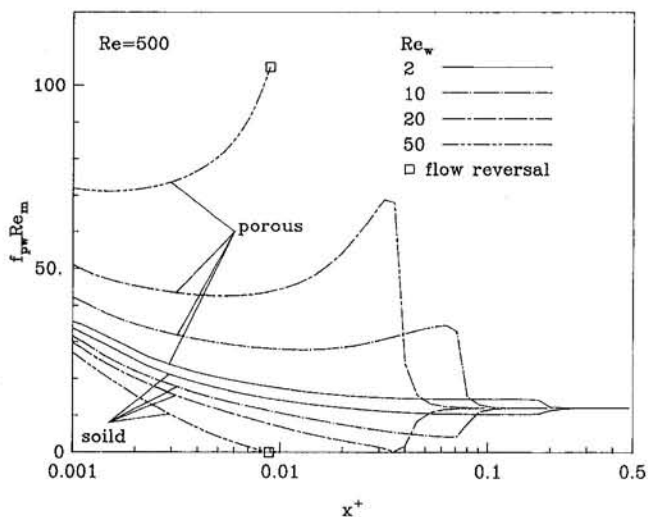 Re=500
Re_w
2
10
20
50
□ flow reversal
100
50.
0
f_pw Re_m
porous
soild
0.001
0.01
0.1
0.5
x⁺